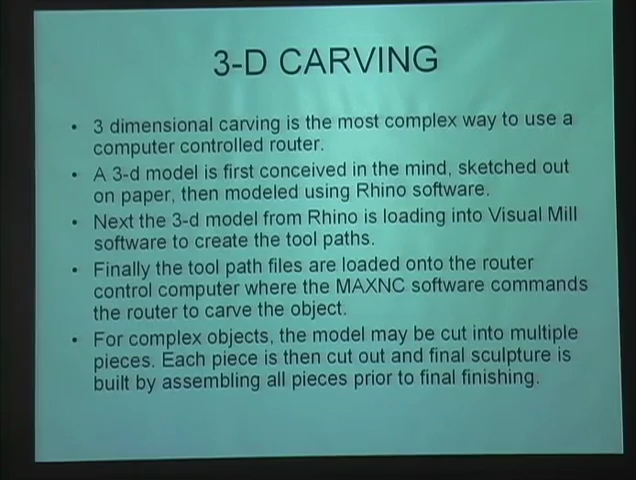 3-D CARVING
• 3 dimensional carving is the most complex way to use a
computer controlled router.
• A 3-d model is first conceived in the mind, sketched out
on paper, then modeled using Rhino software.
• Next the 3-d model from Rhino is loading into Visual Mill
software to create the tool paths.
• Finally the tool path files are loaded onto the router
control computer where the MAXNC software commands
the router to carve the object.
• For complex objects, the model may be cut into multiple
pieces. Each piece is then cut out and final sculpture is
built by assembling all pieces prior to final finishing.